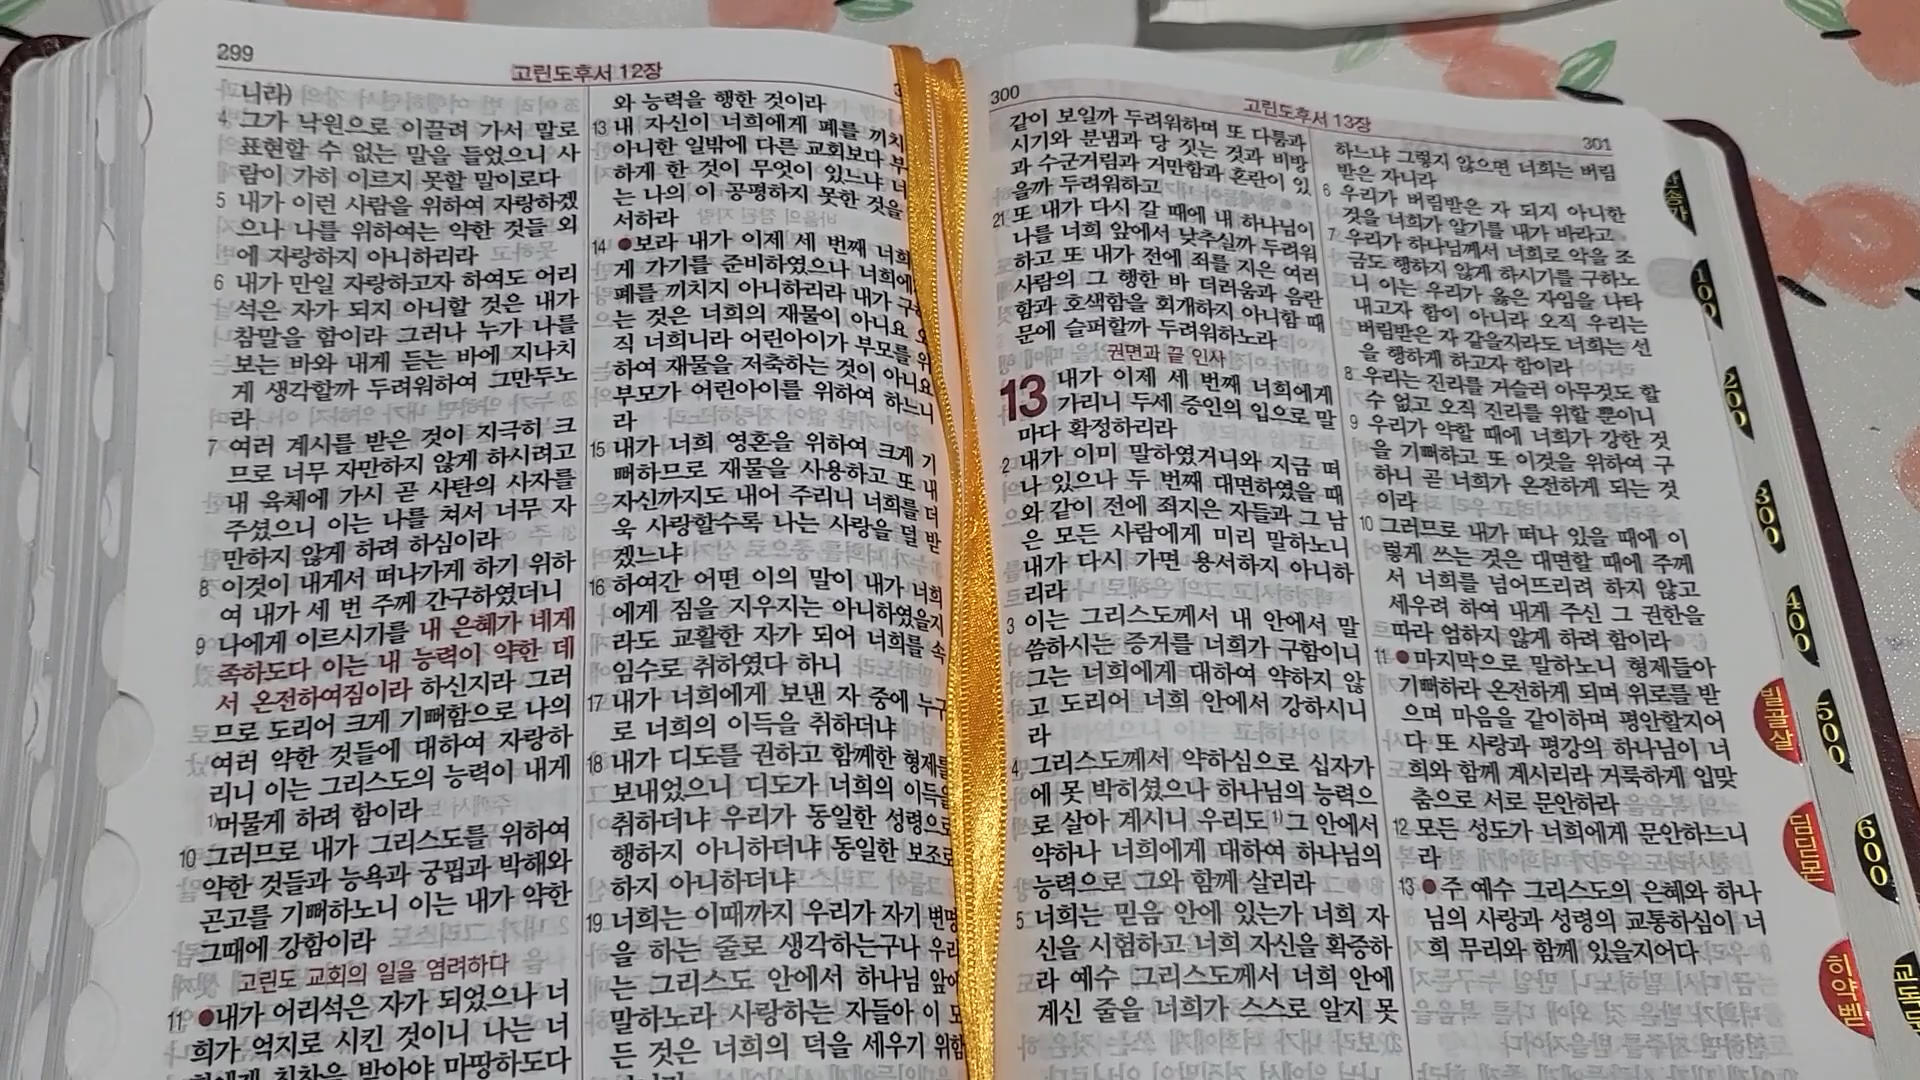 299
고린도후서 12장
니라)
4 그가 낙원으로 이끌려 가서 말로
표현할 수 없는 말을 들었으니 사
람이 가히 이르지 못할 말이로다
5 내가 이런 사람을 위하여 자랑하겠
으나 나를 위하여는 약한 것들 외
에 자랑하지 아니하리라
6 내가 만일 자랑하고자 하여도 어리
석은 자가 되지 아니할 것은 내가
참말을 함이라 그러나 누가 나를
보는 바와 내게 듣는 바에 지나치
게 생각할까 두려워하여 그만두노
라
7 여러 계시를 받은 것이 지극히 크
므로 너무 자만하지 않게 하시려고
내 육체에 가시 곧 사탄의 사자를
주셨으니 이는 나를 쳐서 너무 자
만하지 않게 하려 하심이라
8 이것이 내게서 떠나가게 하기 위하
여 내가 세 번 주께 간구하였더니
9 나에게 이르시기를 내 은혜가 네게
족하도다 이는 내 능력이 약한 데
서 온전하여짐이라 하신지라 그러
므로 도리어 크게 기뻐함으로 나의
여러 약한 것들에 대하여 자랑하
리니 이는 그리스도의 능력이 내게
1)머물게 하려 함이라
10 그러므로 내가 그리스도를 위하여
약한 것들과 능욕과 궁핍과 박해와
곤고를 기뻐하노니 이는 내가 약한
그때에 강함이라
고린도 교회의 일을 염려하다
11 ●내가 어리석은 자가 되었으나 너
희가 억지로 시킨 것이니 나는 너
희에게 칭찬을 받아야 마땅하도다
와 능력을 행한 것이라
13 내 자신이 너희에게 폐를 끼치
아니한 일밖에 다른 교회보다 부
하게 한 것이 무엇이 있느냐 너
는 나의 이 공평하지 못한 것을
서하라
14 ●보라 내가 이제 세 번째 너희
게 가기를 준비하였으나 너희에
폐를 끼치지 아니하리라 내가 구
는 것은 너희의 재물이 아니요 오
직 너희니라 어린아이가 부모를 위
하여 재물을 저축하는 것이 아니요
부모가 어린아이를 위하여 하느니
라
15 내가 너희 영혼을 위하여 크게 기
뻐하므로 재물을 사용하고 또 내
자신까지도 내어 주리니 너희를 더
욱 사랑할수록 나는 사랑을 덜 받
겠느냐
16 하여간 어떤 이의 말이 내가 너희
에게 짐을 지우지는 아니하였을지
라도 교활한 자가 되어 너희를 속
임수로 취하였다 하니
17 내가 너희에게 보낸 자 중에 누구
로 너희의 이득을 취하더냐
18 내가 디도를 권하고 함께한 형제를
보내었으니 디도가 너희의 이득을
취하더냐 우리가 동일한 성령으로
행하지 아니하더냐 동일한 보조로
하지 아니하더냐
19 너희는 이때까지 우리가 자기 변명
을 하는 줄로 생각하는구나 우리
는 그리스도 안에서 하나님 앞에
말하노라 사랑하는 자들아 이 모
든 것은 너희의 덕을 세우기 위함
300
고린도후서 13장
301
같이 보일까 두려워하며 또 다툼과
시기와 분냄과 당 짓는 것과 비방
과 수군거림과 거만함과 혼란이 있
을까 두려워하고
21 또 내가 다시 갈 때에 내 하나님이
나를 너희 앞에서 낮추실까 두려워
하고 또 내가 전에 죄를 지은 여러
사람의 그 행한 바 더러움과 음란
함과 호색함을 회개하지 아니함 때
문에 슬퍼할까 두려워하노라
권면과 끝 인사
13 내가 이제 세 번째 너희에게
가리니 두세 증인의 입으로 말
마다 확정하리라
2 내가 이미 말하였거니와 지금 떠
나 있으나 두 번째 대면하였을 때
와 같이 전에 죄지은 자들과 그 남
은 모든 사람에게 미리 말하노니
내가 다시 가면 용서하지 아니하
리라
3 이는 그리스도께서 내 안에서 말
씀하시는 증거를 너희가 구함이니
그는 너희에게 대하여 약하지 않
고 도리어 너희 안에서 강하시니
라
4 그리스도께서 약하심으로 십자가
에 못 박히셨으나 하나님의 능력으
로 살아 계시니 우리도 1)그 안에서
약하나 너희에게 대하여 하나님의
능력으로 그와 함께 살리라
5 너희는 믿음 안에 있는가 너희 자
신을 시험하고 너희 자신을 확증하
라 예수 그리스도께서 너희 안에
계신 줄을 너희가 스스로 알지 못
하느냐 그렇지 않으면 너희는 버림
받은 자니라
6 우리가 버림받은 자 되지 아니한
것을 너희가 알기를 내가 바라고
7 우리가 하나님께서 너희로 악을 조
금도 행하지 않게 하시기를 구하노
니 이는 우리가 옳은 자임을 나타
내고자 함이 아니라 오직 우리는
버림받은 자 같을지라도 너희는 선
을 행하게 하고자 함이라
8 우리는 진리를 거슬러 아무것도 할
수 없고 오직 진리를 위할 뿐이니
9 우리가 약할 때에 너희가 강한 것
을 기뻐하고 또 이것을 위하여 구
하니 곧 너희가 온전하게 되는 것
이라
10 그러므로 내가 떠나 있을 때에 이
렇게 쓰는 것은 대면할 때에 주께
서 너희를 넘어뜨리려 하지 않고
세우려 하여 내게 주신 그 권한을
따라 엄하지 않게 하려 함이라
11 ●마지막으로 말하노니 형제들아
기뻐하라 온전하게 되며 위로를 받
으며 마음을 같이하며 평안할지어
다 또 사랑과 평강의 하나님이 너
희와 함께 계시리라 거룩하게 입맞
춤으로 서로 문안하라
12 모든 성도가 너희에게 문안하느니
라
13 ●주 예수 그리스도의 은혜와 하나
님의 사랑과 성령의 교통하심이 너
희 무리와 함께 있을지어다
찬송가
100
200
300
400
500
600
빌골살
딤딛몬
히약벧
교독문